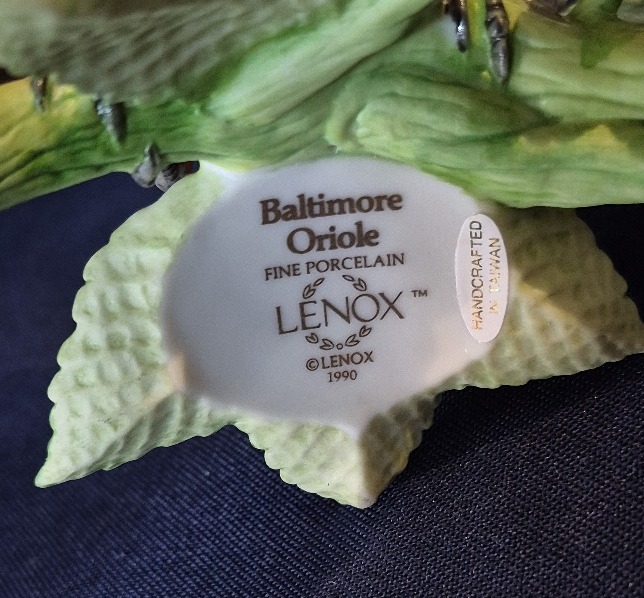 Baltimore
Oriole
FINE PORCELAIN
LENOX™
©LENOX
1990
HANDCRAFTED
IN TAIWAN